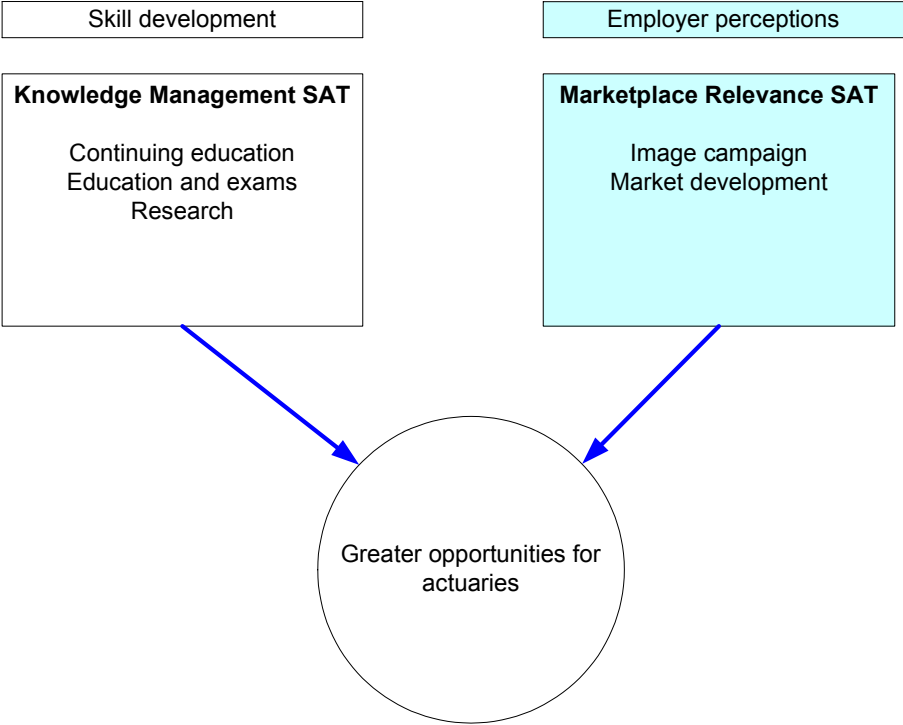 Skill development
Employer perceptions
Knowledge Management SAT
Continuing education
Education and exams
Research
Marketplace Relevance SAT
Image campaign
Market development
Greater opportunities for
actuaries